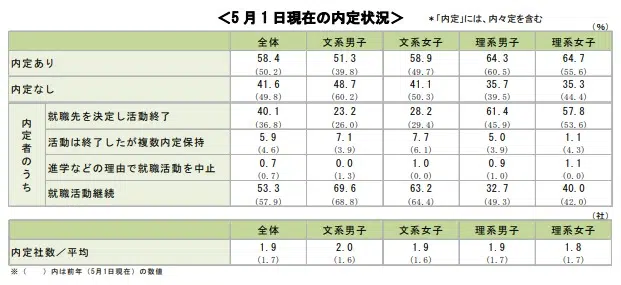 ＜5月1日現在の内定状況＞ ＊「内定」には、内々定を含む
(％)
全体 文系男子 文系女子 理系男子 理系女子
内定あり 58.4 51.3 58.9 64.3 64.7
(50.2) (39.8) (49.7) (60.5) (55.6)
内定なし 41.6 48.7 41.1 35.7 35.3
(49.8) (60.2) (50.3) (39.5) (44.4)
内定者のうち
就職先を決定し活動終了 40.1 23.2 28.2 61.4 57.8
(36.8) (26.0) (29.4) (45.9) (53.6)
活動は終了したが複数内定保持 5.9 7.1 7.7 5.0 1.1
(4.6) (3.9) (6.1) (3.9) (4.3)
進学などの理由で就職活動を中止 0.7 0.0 1.0 0.9 1.1
(0.7) (1.3) (0.0) (1.0) (0.0)
就職活動継続 53.3 69.6 63.2 32.7 40.0
(57.9) (68.8) (64.4) (49.3) (42.0)
(社)
全体 文系男子 文系女子 理系男子 理系女子
内定社数／平均 1.9 2.0 1.9 1.9 1.8
(1.7) (1.6) (1.6) (1.7) (1.7)
※（　　）内は前年（5月1日現在）の数値